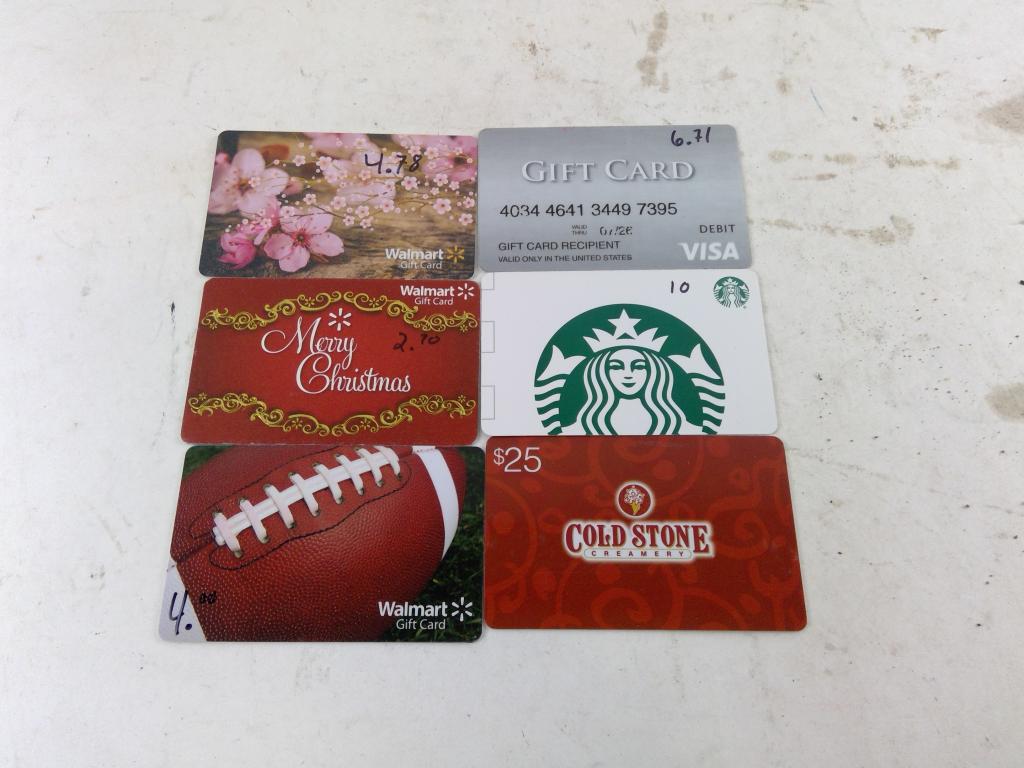 4.78
Walmart
Gift Card
6.71
GIFT CARD
4034 4641 3449 7395
VALID
THRU 07/26
GIFT CARD RECIPIENT
VALID ONLY IN THE UNITED STATES
DEBIT
VISA
Walmart
Gift Card
Merry
Christmas
2.70
10
4.00
Walmart
Gift Card
$25
COLD STONE
CREAMERY